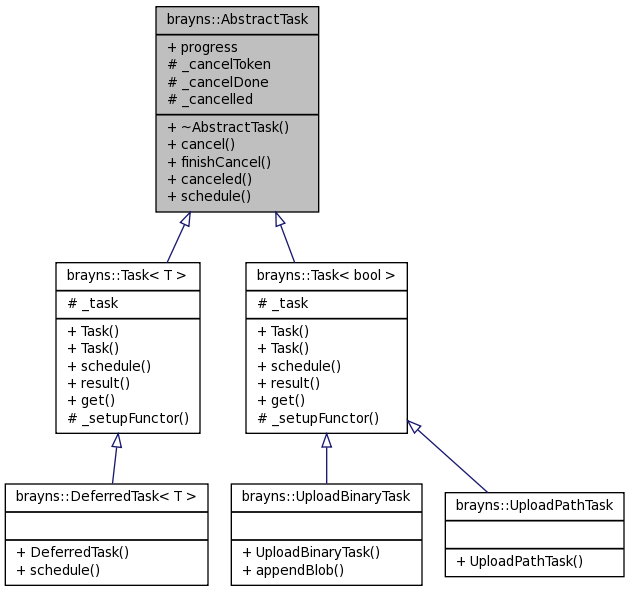 brayns::AbstractTask
+ progress
# _cancelToken
# _cancelDone
# _cancelled
+ ~AbstractTask()
+ cancel()
+ finishCancel()
+ canceled()
+ schedule()
brayns::Task< T >
# _task
+ Task()
+ Task()
+ schedule()
+ result()
+ get()
# _setupFunctor()
brayns::Task< bool >
# _task
+ Task()
+ Task()
+ schedule()
+ result()
+ get()
# _setupFunctor()
brayns::DeferredTask< T >
+ DeferredTask()
+ schedule()
brayns::UploadBinaryTask
+ UploadBinaryTask()
+ appendBlob()
brayns::UploadPathTask
+ UploadPathTask()